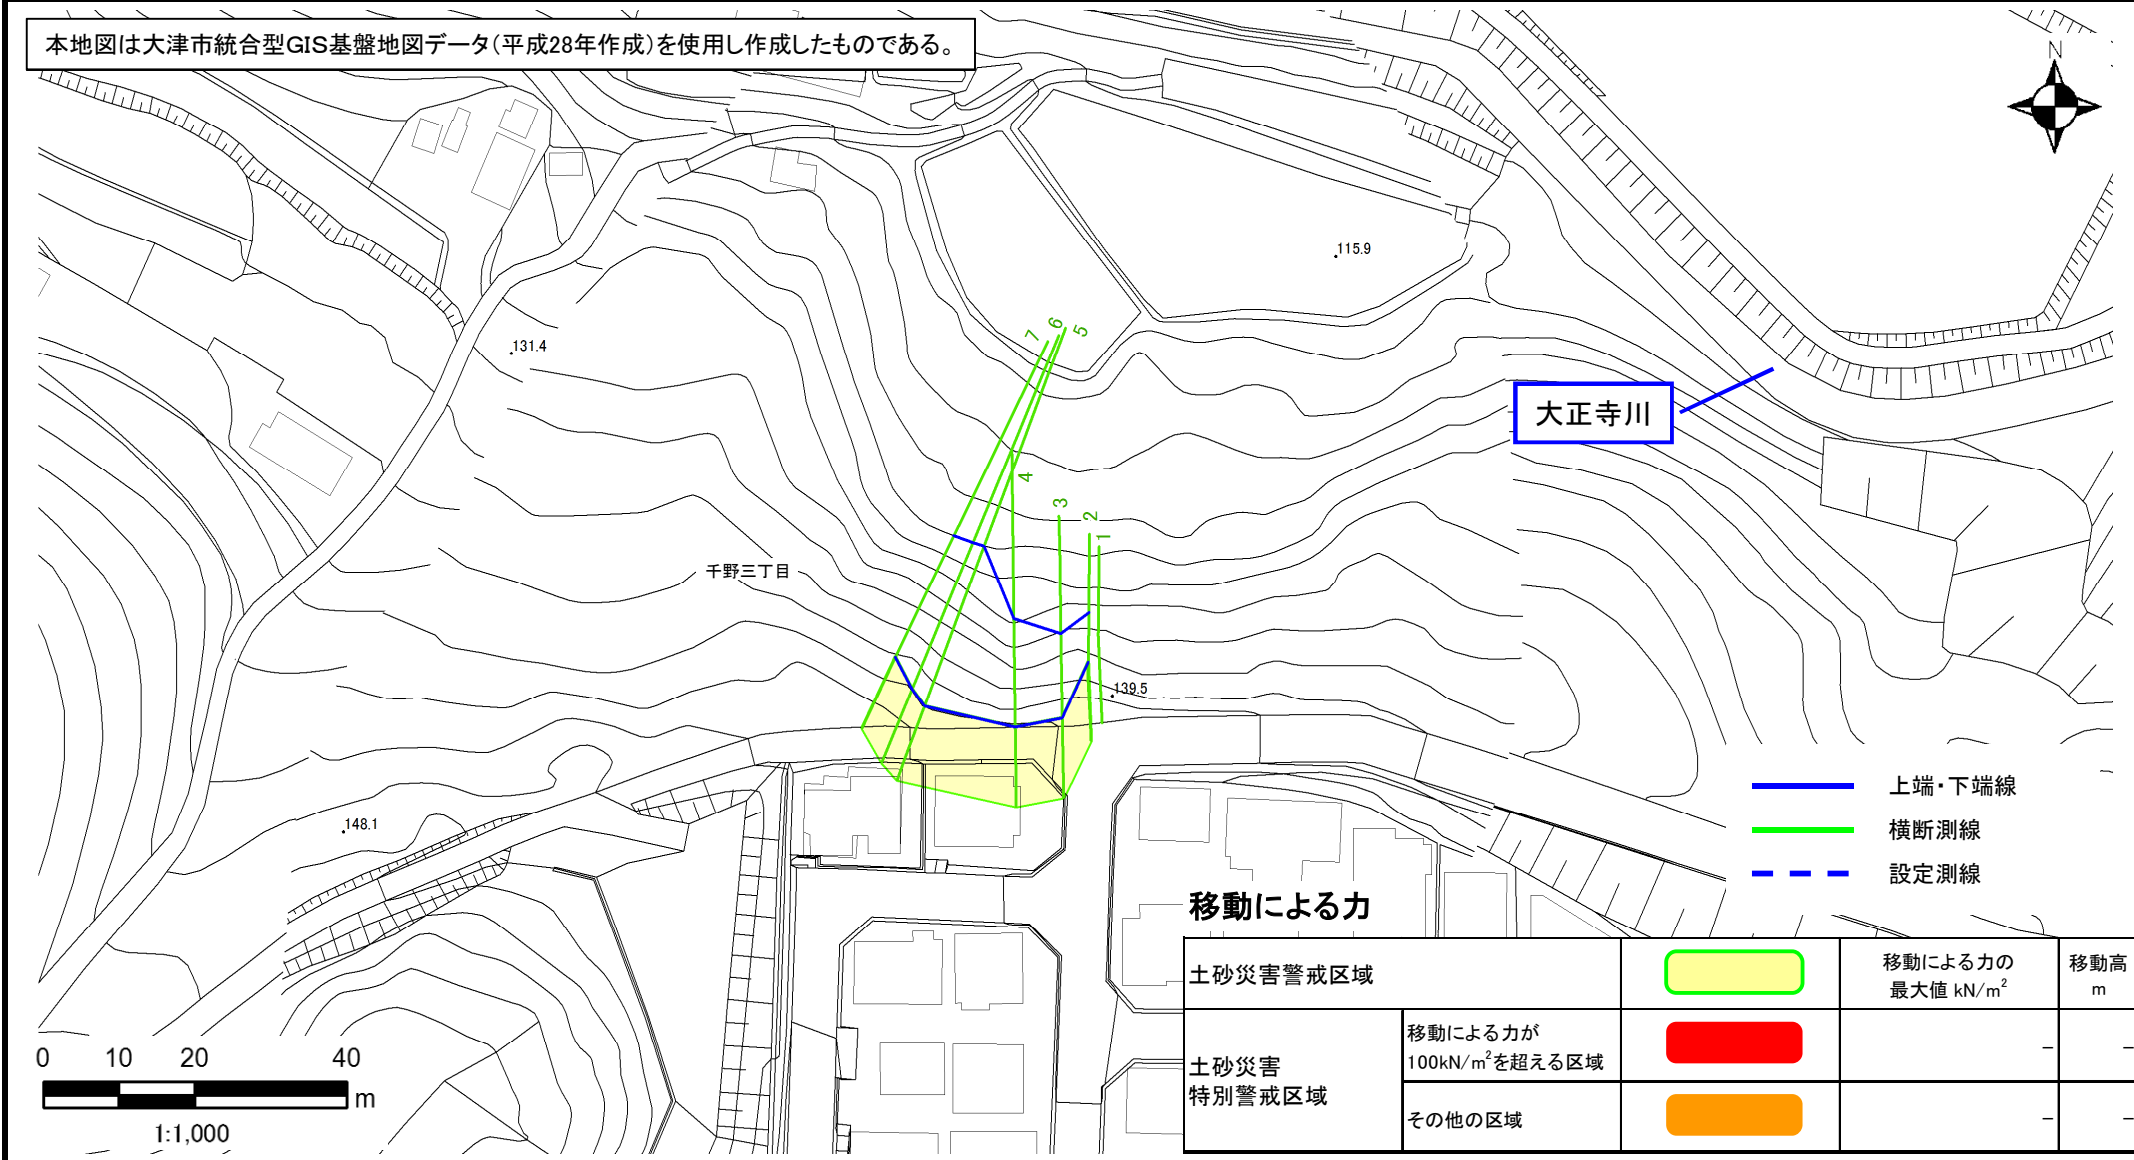 本地図は大津市統合型GIS基盤地図データ(平成28年作成)を使用し作成したものである。
N
115.9
131.4
7
6
5
4
3
2
1
大正寺川
千野三丁目
139.5
148.1
上端・下端線
横断測線
設定測線
移動による力
土砂災害警戒区域
移動による力の
最大値 kN/m²
移動高
m
土砂災害
特別警戒区域
移動による力が
100kN/m²を超える区域
- -
その他の区域
- -
0 10 20 40
m
1:1,000